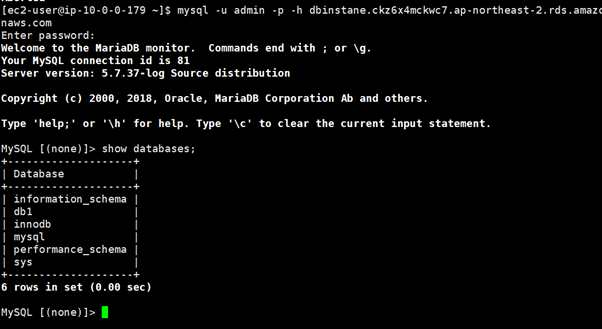 [ec2-user@ip-10-0-0-179 ~]$ mysql -u admin -p -h dbinstane.ckz6x4mckwc7.ap-northeast-2.rds.amazo
naws.com
Enter password:
Welcome to the MariaDB monitor.  Commands end with ; or \g.
Your MySQL connection id is 81
Server version: 5.7.37-log Source distribution

Copyright (c) 2000, 2018, Oracle, MariaDB Corporation Ab and others.

Type 'help;' or '\h' for help. Type '\c' to clear the current input statement.

MySQL [(none)]> show databases;
+--------------------+
| Database           |
+--------------------+
| information_schema |
| db1                |
| innodb             |
| mysql              |
| performance_schema |
| sys                |
+--------------------+
6 rows in set (0.00 sec)

MySQL [(none)]>